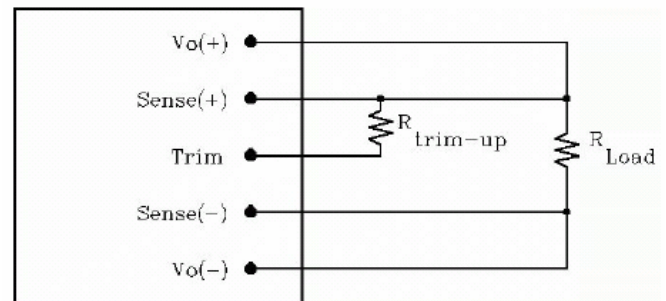 Vo(+)
Sense(+)
R trim-up
Trim
R Load
Sense(-)
Vo(-)